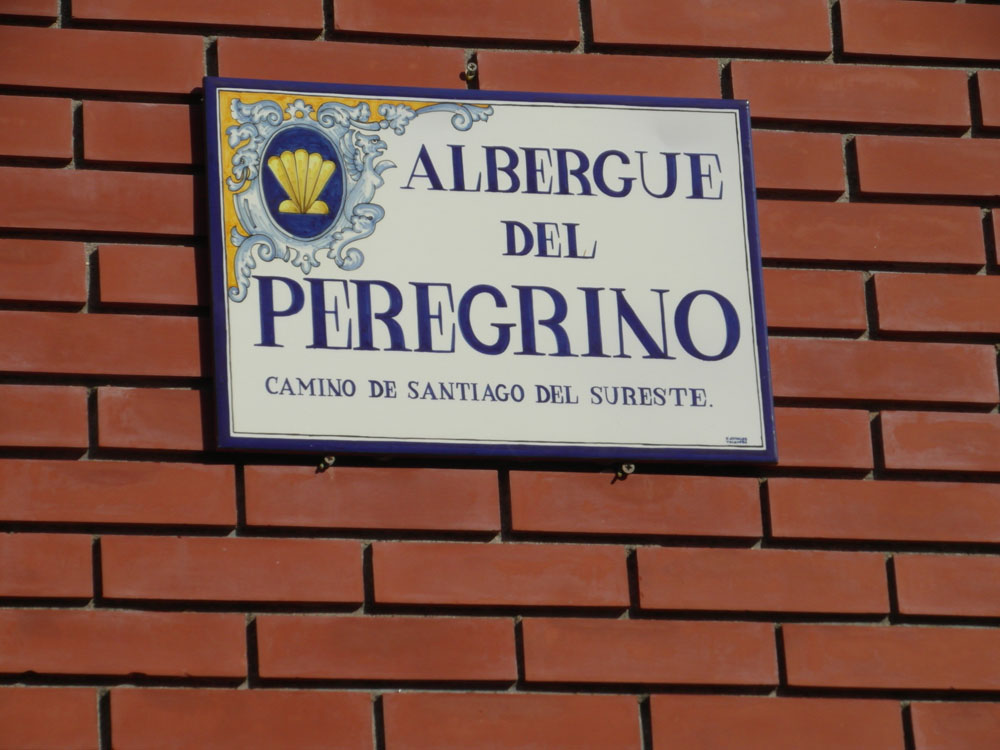 ALBERGUE
DEL
PEREGRINO
CAMINO DE SANTIAGO DEL SURESTE.